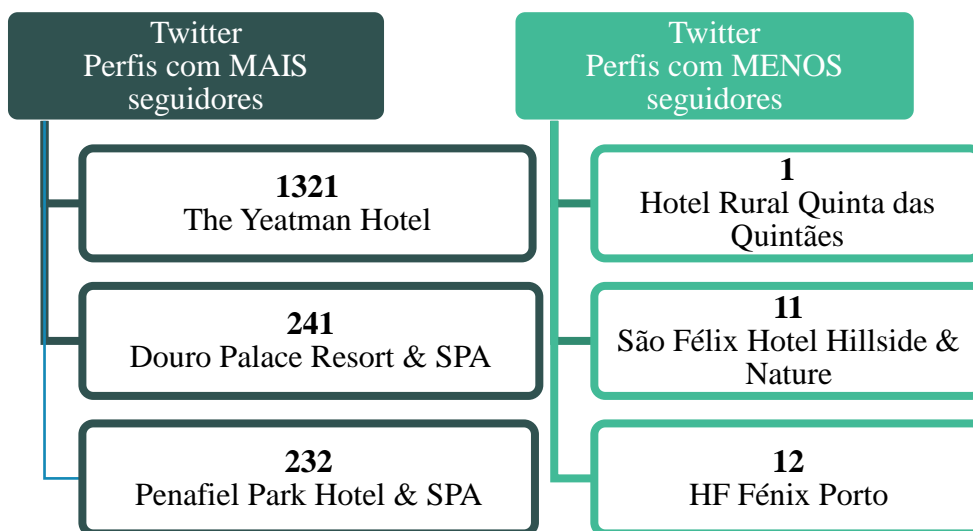 Twitter
Perfis com MAIS
seguidores
1321
The Yeatman Hotel
241
Douro Palace Resort & SPA
232
Penafiel Park Hotel & SPA
Twitter
Perfis com MENOS
seguidores
1
Hotel Rural Quinta das
Quintães
11
São Félix Hotel Hillside &
Nature
12
HF Fénix Porto